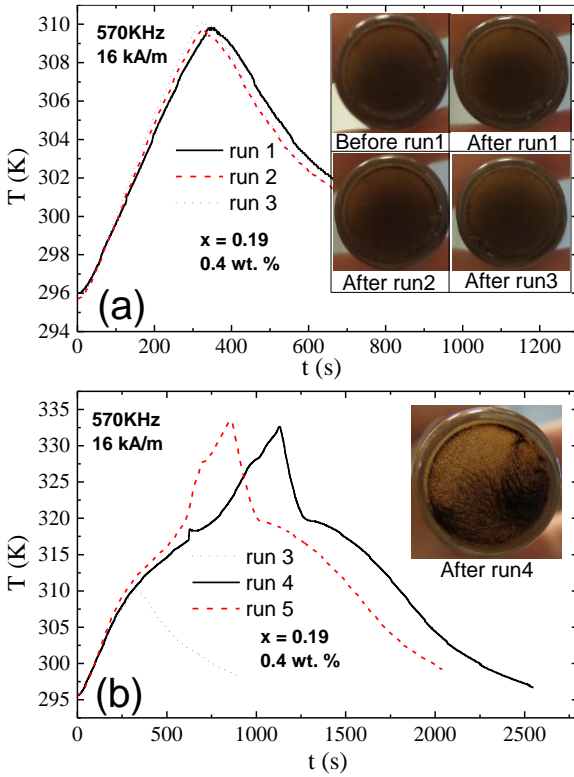 570KHz
16 kA/m
310
308
306
304
302
300
298
296
294
T (K)
run 1
run 2
run 3
x = 0.19
0.4 wt. %
Before run1
After run1
After run2
After run3
(a)
0 200 400 600 800 1000 1200
t (s)
570KHz
16 kA/m
335
330
325
320
315
310
305
300
295
T (K)
After run4
run 3
run 4
run 5
x = 0.19
0.4 wt. %
(b)
0 500 1000 1500 2000 2500
t (s)